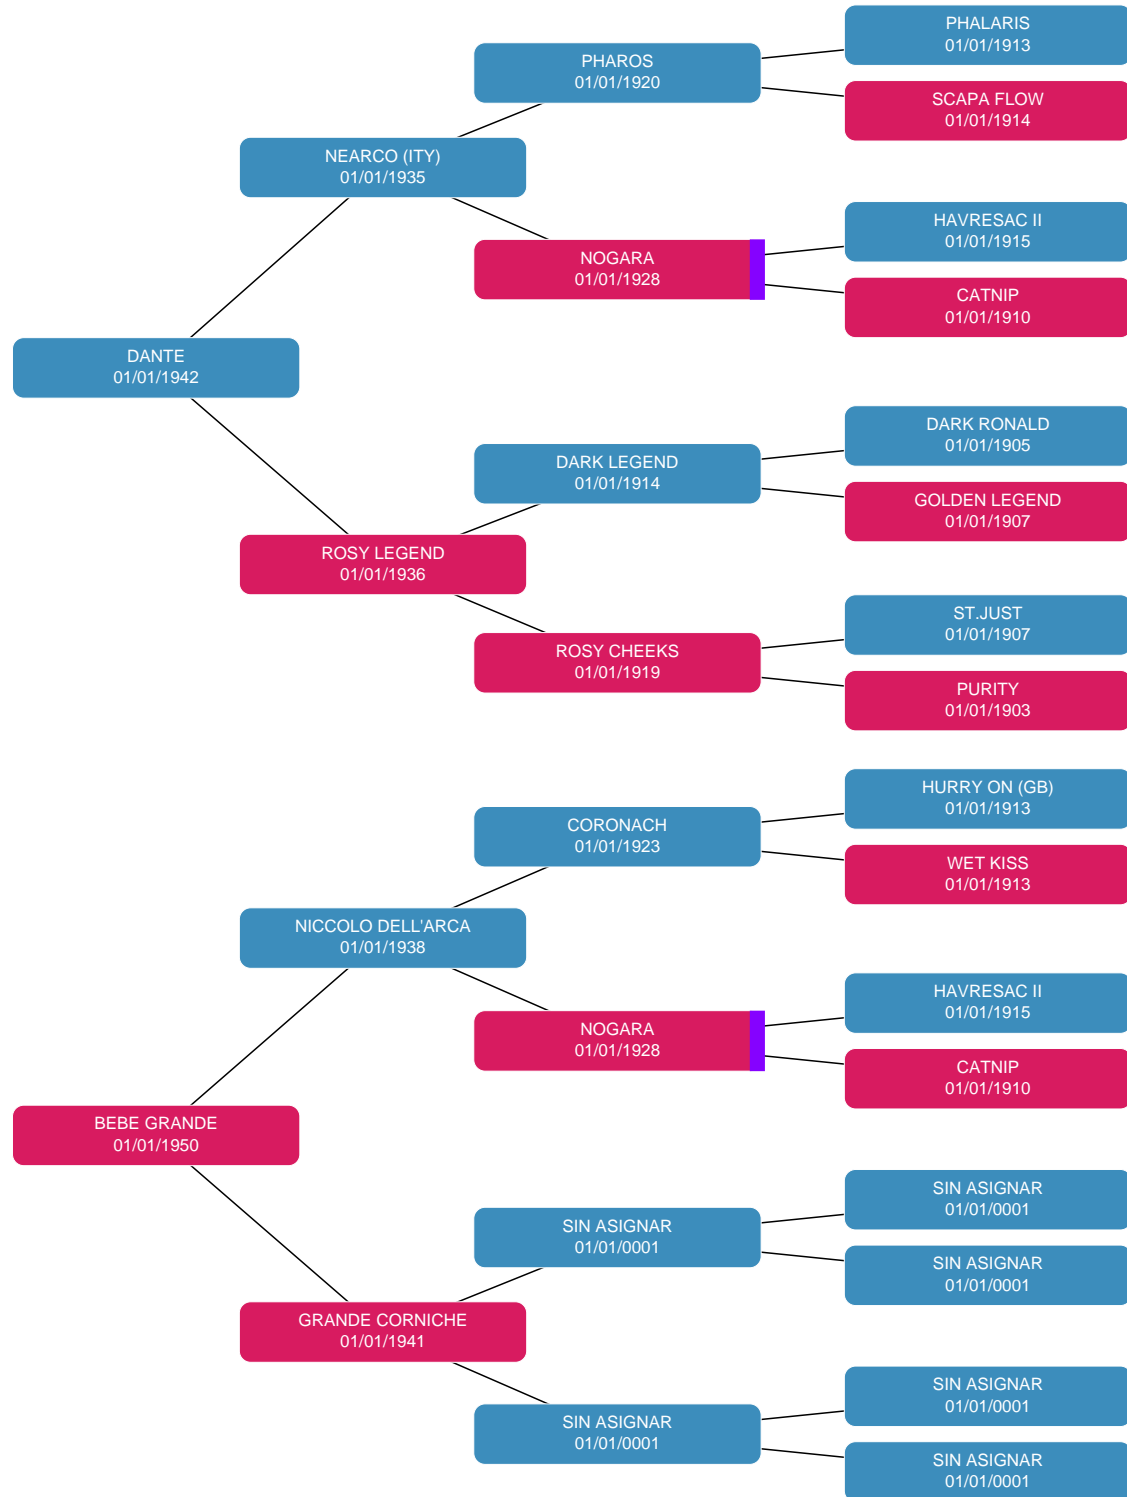 PHALARIS
01/01/1913
PHAROS
01/01/1920
SCAPA FLOW
01/01/1914
NEARCO (ITY)
01/01/1935
HAVRESAC II
01/01/1915
NOGARA
01/01/1928
CATNIP
01/01/1910
DANTE
01/01/1942
DARK RONALD
01/01/1905
DARK LEGEND
01/01/1914
GOLDEN LEGEND
01/01/1907
ROSY LEGEND
01/01/1936
ST.JUST
01/01/1907
ROSY CHEEKS
01/01/1919
PURITY
01/01/1903
HURRY ON (GB)
01/01/1913
CORONACH
01/01/1923
WET KISS
01/01/1913
NICCOLO DELL'ARCA
01/01/1938
HAVRESAC II
01/01/1915
NOGARA
01/01/1928
CATNIP
01/01/1910
BEBE GRANDE
01/01/1950
SIN ASIGNAR
01/01/0001
SIN ASIGNAR
01/01/0001
SIN ASIGNAR
01/01/0001
GRANDE CORNICHE
01/01/1941
SIN ASIGNAR
01/01/0001
SIN ASIGNAR
01/01/0001
SIN ASIGNAR
01/01/0001